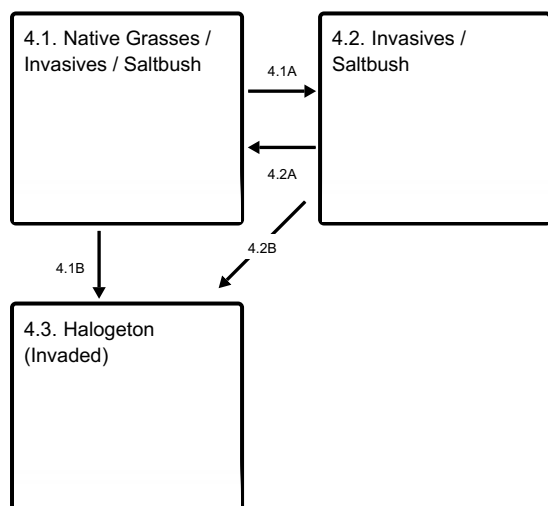 4.1. Native Grasses /
Invasives / Saltbush
4.2. Invasives /
Saltbush
4.1A
4.2A
4.1B
4.2B
4.3. Halogeton
(Invaded)